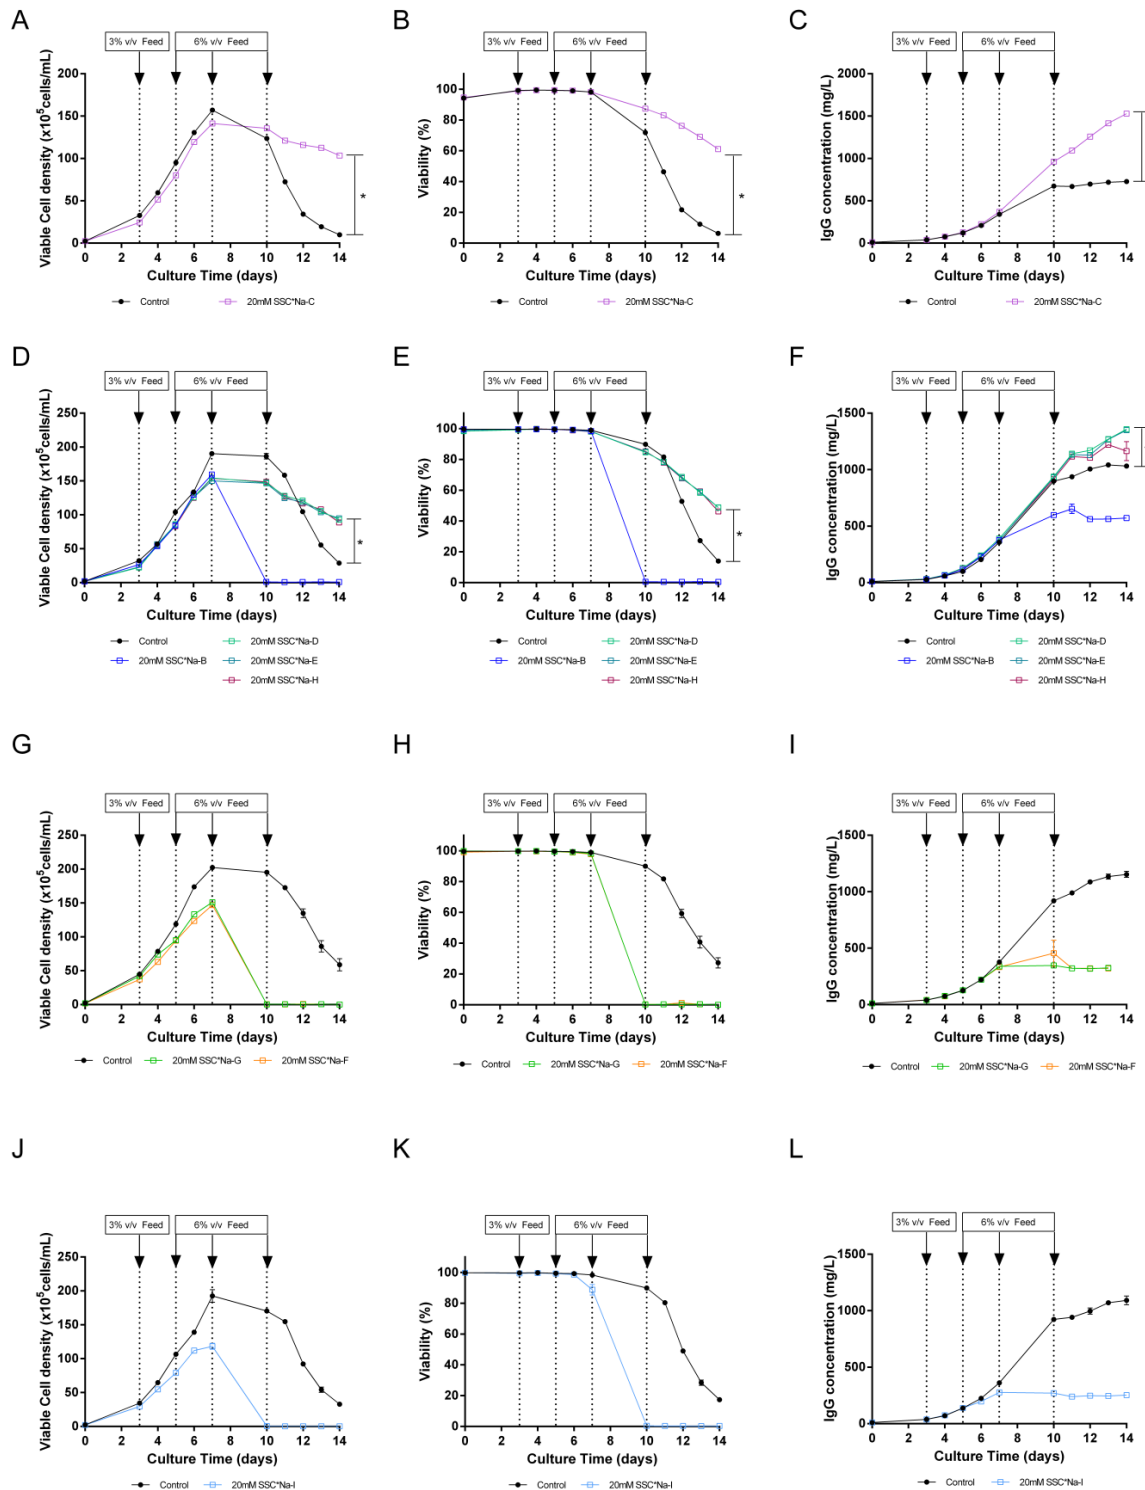 A
B
C
3% v/v Feed
6% v/v Feed
3% v/v Feed
6% v/v Feed
3% v/v Feed
6% v/v Feed
Viable Cell density (x10⁵cells/mL)
200
150
100
50
0
0 2 4 6 8 10 12 14
Culture Time (days)
*
Control
20mM SSC*Na-C
Viability (%)
100
80
60
40
20
0
0 2 4 6 8 10 12 14
Culture Time (days)
*
Control
20mM SSC*Na-C
IgG concentration (mg/L)
2000
1500
1000
500
0
0 2 4 6 8 10 12 14
Culture Time (days)
Control
20mM SSC*Na-C
D
E
F
3% v/v Feed
6% v/v Feed
3% v/v Feed
6% v/v Feed
3% v/v Feed
6% v/v Feed
Viable Cell density (x10⁵cells/mL)
250
200
150
100
50
0
0 2 4 6 8 10 12 14
Culture Time (days)
*
Control
20mM SSC*Na-B
20mM SSC*Na-D
20mM SSC*Na-E
20mM SSC*Na-H
Viability (%)
100
80
60
40
20
0
0 2 4 6 8 10 12 14
Culture Time (days)
*
Control
20mM SSC*Na-B
20mM SSC*Na-D
20mM SSC*Na-E
20mM SSC*Na-H
IgG concentration (mg/L)
1500
1000
500
0
0 2 4 6 8 10 12 14
Culture Time (days)
Control
20mM SSC*Na-B
20mM SSC*Na-D
20mM SSC*Na-E
20mM SSC*Na-H
G
H
I
3% v/v Feed
6% v/v Feed
3% v/v Feed
6% v/v Feed
3% v/v Feed
6% v/v Feed
Viable Cell density (x10⁵cells/mL)
250
200
150
100
50
0
0 2 4 6 8 10 12 14
Culture Time (days)
Control
20mM SSC*Na-G
20mM SSC*Na-F
Viability (%)
100
80
60
40
20
0
0 2 4 6 8 10 12 14
Culture Time (days)
Control
20mM SSC*Na-G
20mM SSC*Na-F
IgG concentration (mg/L)
1500
1000
500
0
0 2 4 6 8 10 12 14
Culture Time (days)
Control
20mM SSC*Na-G
20mM SSC*Na-F
J
K
L
3% v/v Feed
6% v/v Feed
3% v/v Feed
6% v/v Feed
3% v/v Feed
6% v/v Feed
Viable Cell density (x10⁵cells/mL)
250
200
150
100
50
0
0 2 4 6 8 10 12 14
Culture Time (days)
Control
20mM SSC*Na-I
Viability (%)
100
80
60
40
20
0
0 2 4 6 8 10 12 14
Culture Time (days)
Control
20mM SSC*Na-I
IgG concentration (mg/L)
1500
1000
500
0
0 2 4 6 8 10 12 14
Culture Time (days)
Control
20mM SSC*Na-I